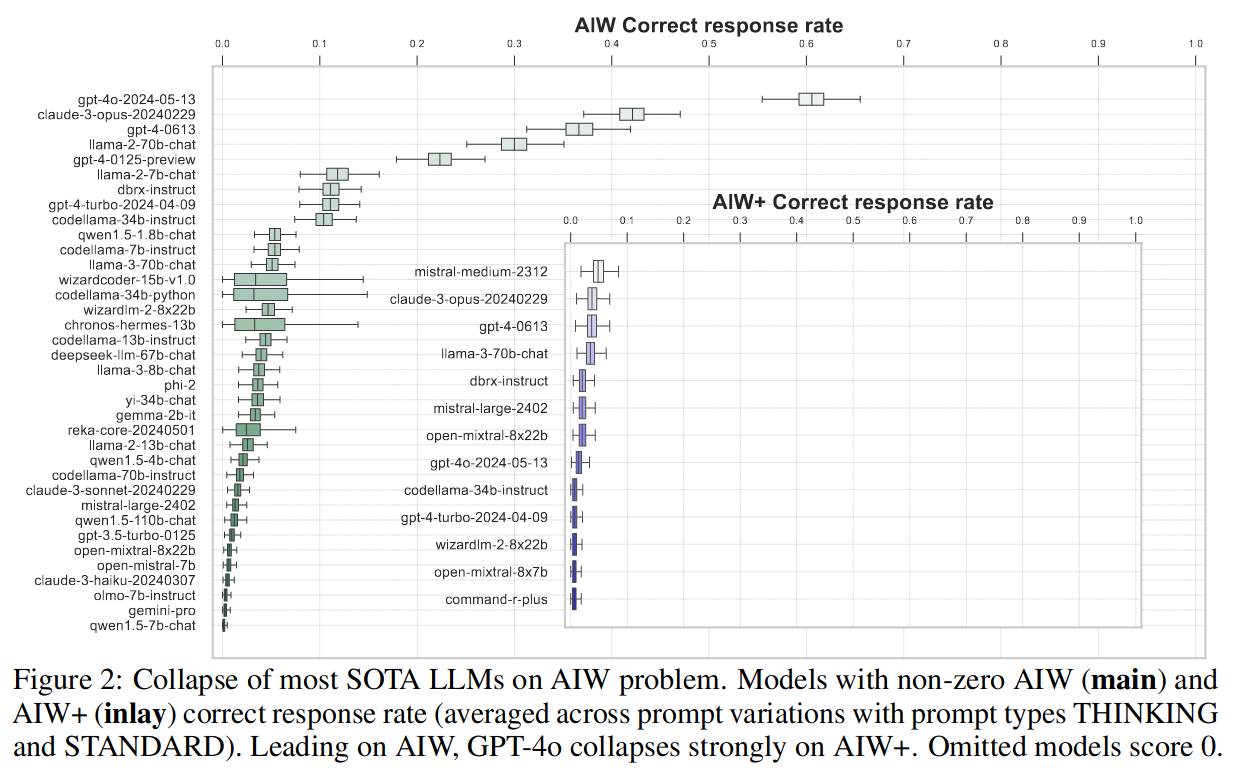 AIW Correct response rate
0.0 0.1 0.2 0.3 0.4 0.5 0.6 0.7 0.8 0.9 1.0
gpt-4o-2024-05-13
claude-3-opus-20240229
gpt-4-0613
llama-2-70b-chat
gpt-4-0125-preview
llama-2-7b-chat
dbrx-instruct
gpt-4-turbo-2024-04-09
codellama-34b-instruct
qwen1.5-1.8b-chat
codellama-7b-instruct
llama-3-70b-chat
wizardcoder-15b-v1.0
codellama-34b-python
wizardlm-2-8x22b
chronos-hermes-13b
codellama-13b-instruct
deepseek-llm-67b-chat
llama-3-8b-chat
phi-2
yi-34b-chat
gemma-2b-it
reka-core-20240501
llama-2-13b-chat
qwen1.5-4b-chat
codellama-70b-instruct
claude-3-sonnet-20240229
mistral-large-2402
qwen1.5-110b-chat
gpt-3.5-turbo-0125
open-mixtral-8x22b
open-mistral-7b
claude-3-haiku-20240307
olmo-7b-instruct
gemini-pro
qwen1.5-7b-chat
AIW+ Correct response rate
0.0 0.1 0.2 0.3 0.4 0.5 0.6 0.7 0.8 0.9 1.0
mistral-medium-2312
claude-3-opus-20240229
gpt-4-0613
llama-3-70b-chat
dbrx-instruct
mistral-large-2402
open-mixtral-8x22b
gpt-4o-2024-05-13
codellama-34b-instruct
gpt-4-turbo-2024-04-09
wizardlm-2-8x22b
open-mixtral-8x7b
command-r-plus
Figure 2: Collapse of most SOTA LLMs on AIW problem. Models with non-zero AIW (main) and
AIW+ (inlay) correct response rate (averaged across prompt variations with prompt types THINKING
and STANDARD). Leading on AIW, GPT-4o collapses strongly on AIW+. Omitted models score 0.